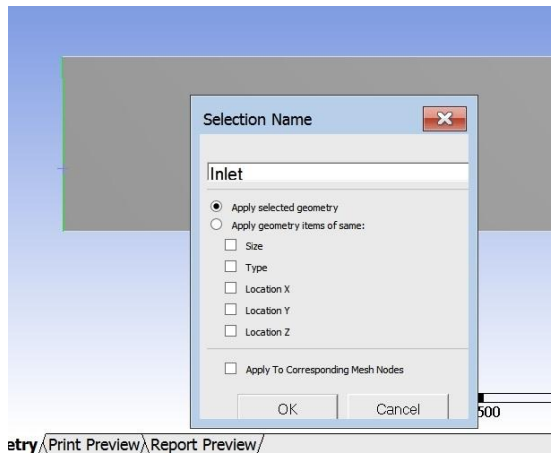 Selection Name
Inlet
Apply selected geometry
Apply geometry items of same:
Size
Type
Location X
Location Y
Location Z
Apply To Corresponding Mesh Nodes
OK Cancel
500
etry Print Preview Report Preview